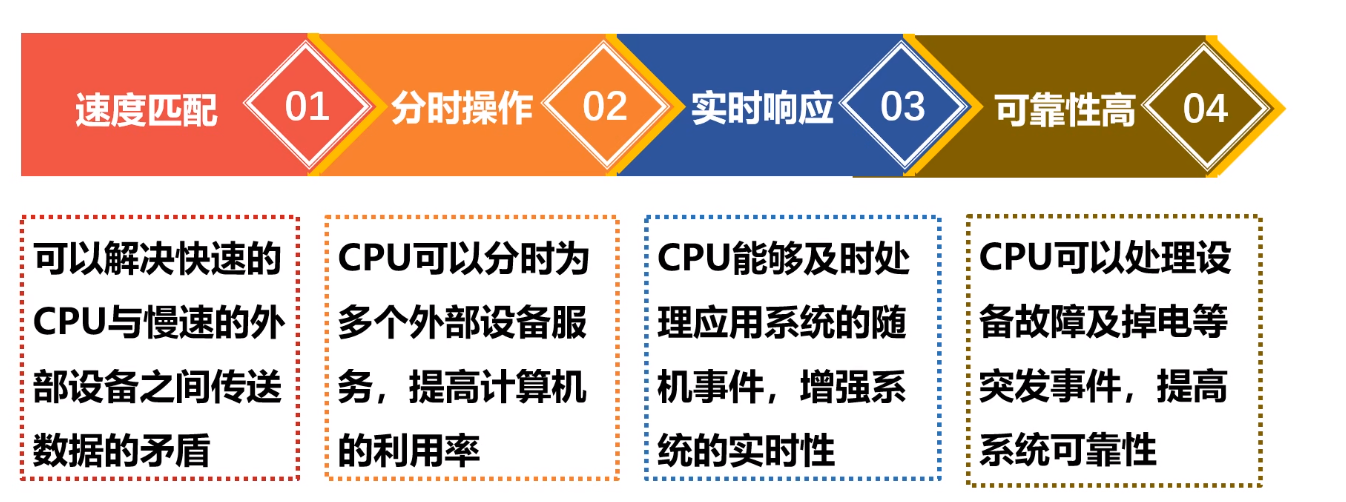 速度匹配
01
分时操作
02
实时响应
03
可靠性高
04
可以解决快速的
CPU与慢速的外
部设备之间传送
数据的矛盾
CPU可以分时为
多个外部设备服
务，提高计算机
的利用率
CPU能够及时处
理应用系统的随
机事件，增强系
统的实时性
CPU可以处理设
备故障及掉电等
突发事件，提高
系统可靠性